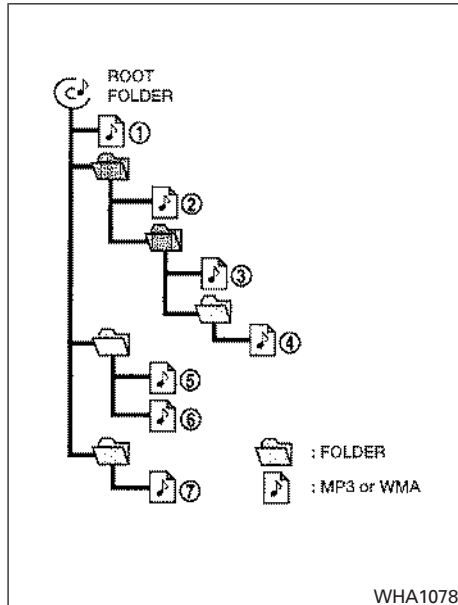 ROOT
FOLDER
①
②
③
④
⑤
⑥
⑦
: FOLDER
: MP3 or WMA
WHA1078